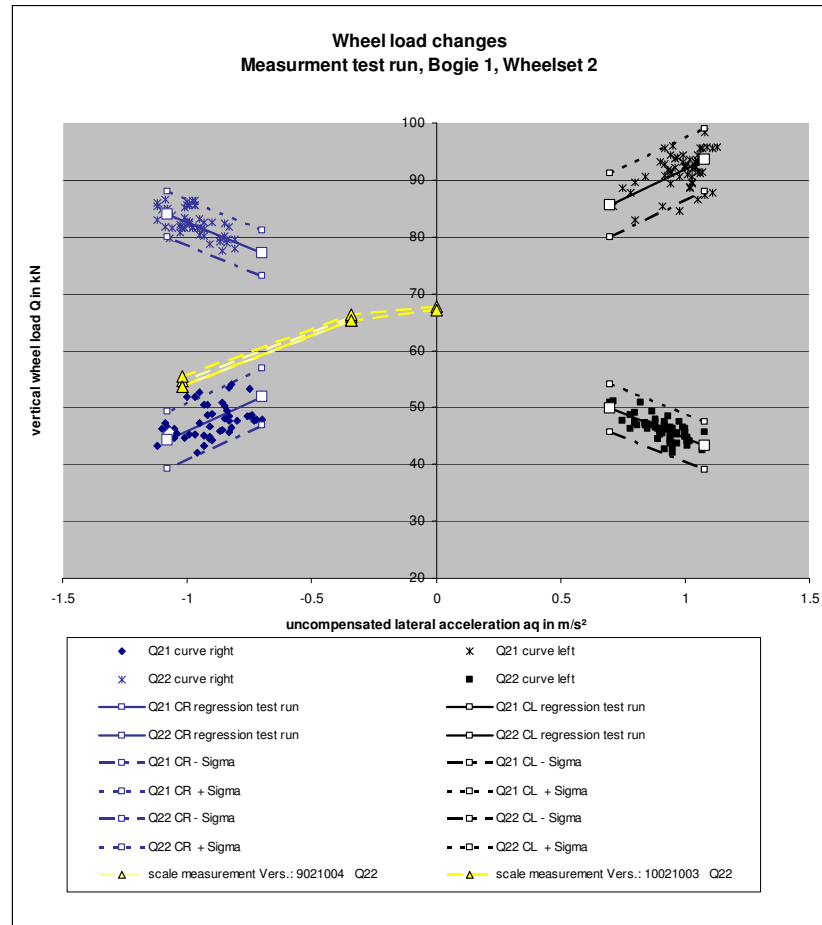 Wheel load changes
Measurment test run, Bogie 1, Wheelset 2
100
90
80
70
60
50
40
30
20
-1.5 -1 -0.5 0 0.5 1 1.5
vertical wheel load Q in kN
uncompensated lateral acceleration aq in m/s²
Q21 curve right Q21 curve left
Q22 curve right Q22 curve left
Q21 CR regression test run Q21 CL regression test run
Q22 CR regression test run Q22 CL regression test run
Q21 CR - Sigma Q21 CL - Sigma
Q21 CR + Sigma Q21 CL + Sigma
Q22 CR - Sigma Q22 CL - Sigma
Q22 CR + Sigma Q22 CL + Sigma
scale measurement Vers.: 9021004 Q22 scale measurement Vers.: 10021003 Q22